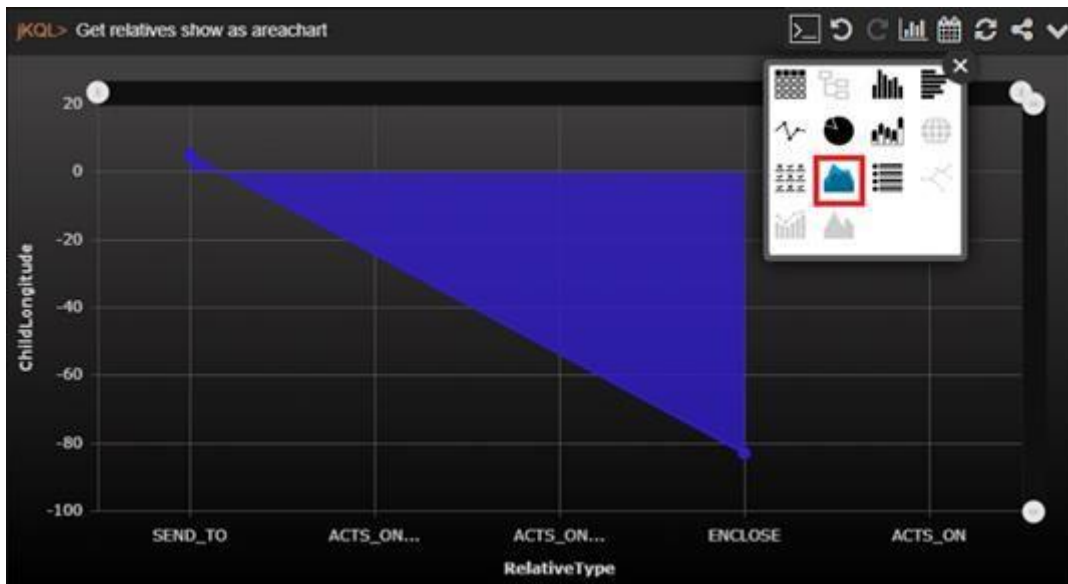 jKQL> Get relatives show as areachart
20
0
-20
-40
-60
-80
-100
ChildLongitude
SEND_TO ACTS_ON... ACTS_ON... ENCLOSE ACTS_ON
RelativeType